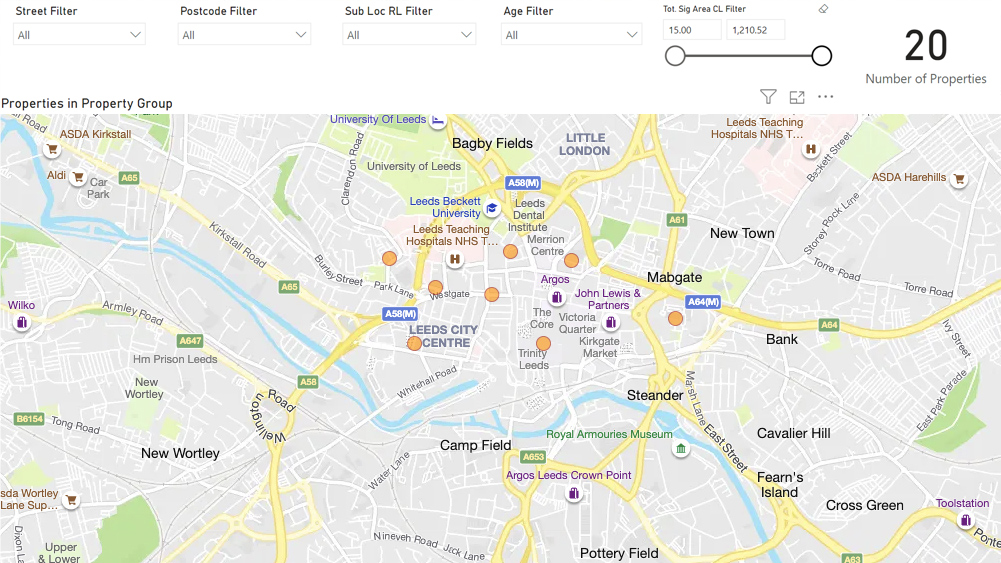 Street Filter
Postcode Filter
Sub Loc RL Filter
Age Filter
Tot. Sig Area CL Filter
All
All
All
All
15.00
1,210.52
20
Number of Properties
Properties in Property Group
University Of Leeds
Leeds Teaching
Hospitals NHS T...
ASDA Kirkstall
Bagby Fields
LITTLE
LONDON
Aldi
Car
Park
A65
University of Leeds
Clarendon Road
A58(M)
Beckett Street
ASDA Harehills
Leeds Beckett
University
Leeds
Dental
Institute
A61
Storey Rock Line
Kirkstall Road
Leeds Teaching
Hospitals NHS T...
Merrion
Centre
New Town
Burley Street
Torre Road
Torre Road
Mabgate
A65
Park Lane
Westgate
Argos
John Lewis &
Partners
A64(M)
Wilko
Armley Road
A58(M)
The
Core
Victoria
Quarter
A64
Ivy Street
LEEDS CITY
CENTRE
A647
Kirkgate
Market
Bank
Hm Prison Leeds
Trinity
Leeds
New
Wortley
A58
Whitehall Road
Marsh Lane
Steander
East Park Parade
B6154
Tong Road
Wellington Road
Royal Armouries Museum
East Street
Cavalier Hill
Camp Field
New Wortley
A653
Water Lane
Argos Leeds Crown Point
Fearn's
Island
sda Wortley
Lane Sup...
Cross Green
Toolstation
Dixon La
Nineveh Road
Jack Lane
Ponte
Upper
& Lower
Pottery Field
A63